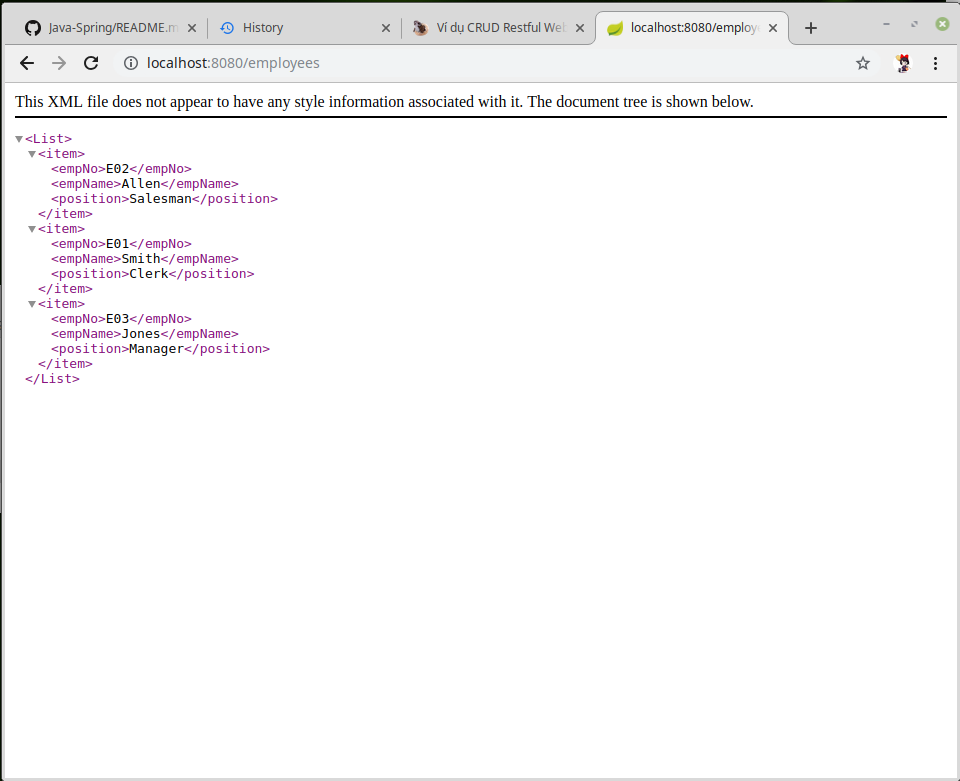 Java-Spring/README.m
History
Ví dụ CRUD Restful Web
localhost:8080/employe
localhost:8080/employees
This XML file does not appear to have any style information associated with it. The document tree is shown below.
<List>
<item>
<empNo>E02</empNo>
<empName>Allen</empName>
<position>Salesman</position>
</item>
<item>
<empNo>E01</empNo>
<empName>Smith</empName>
<position>Clerk</position>
</item>
<item>
<empNo>E03</empNo>
<empName>Jones</empName>
<position>Manager</position>
</item>
</List>